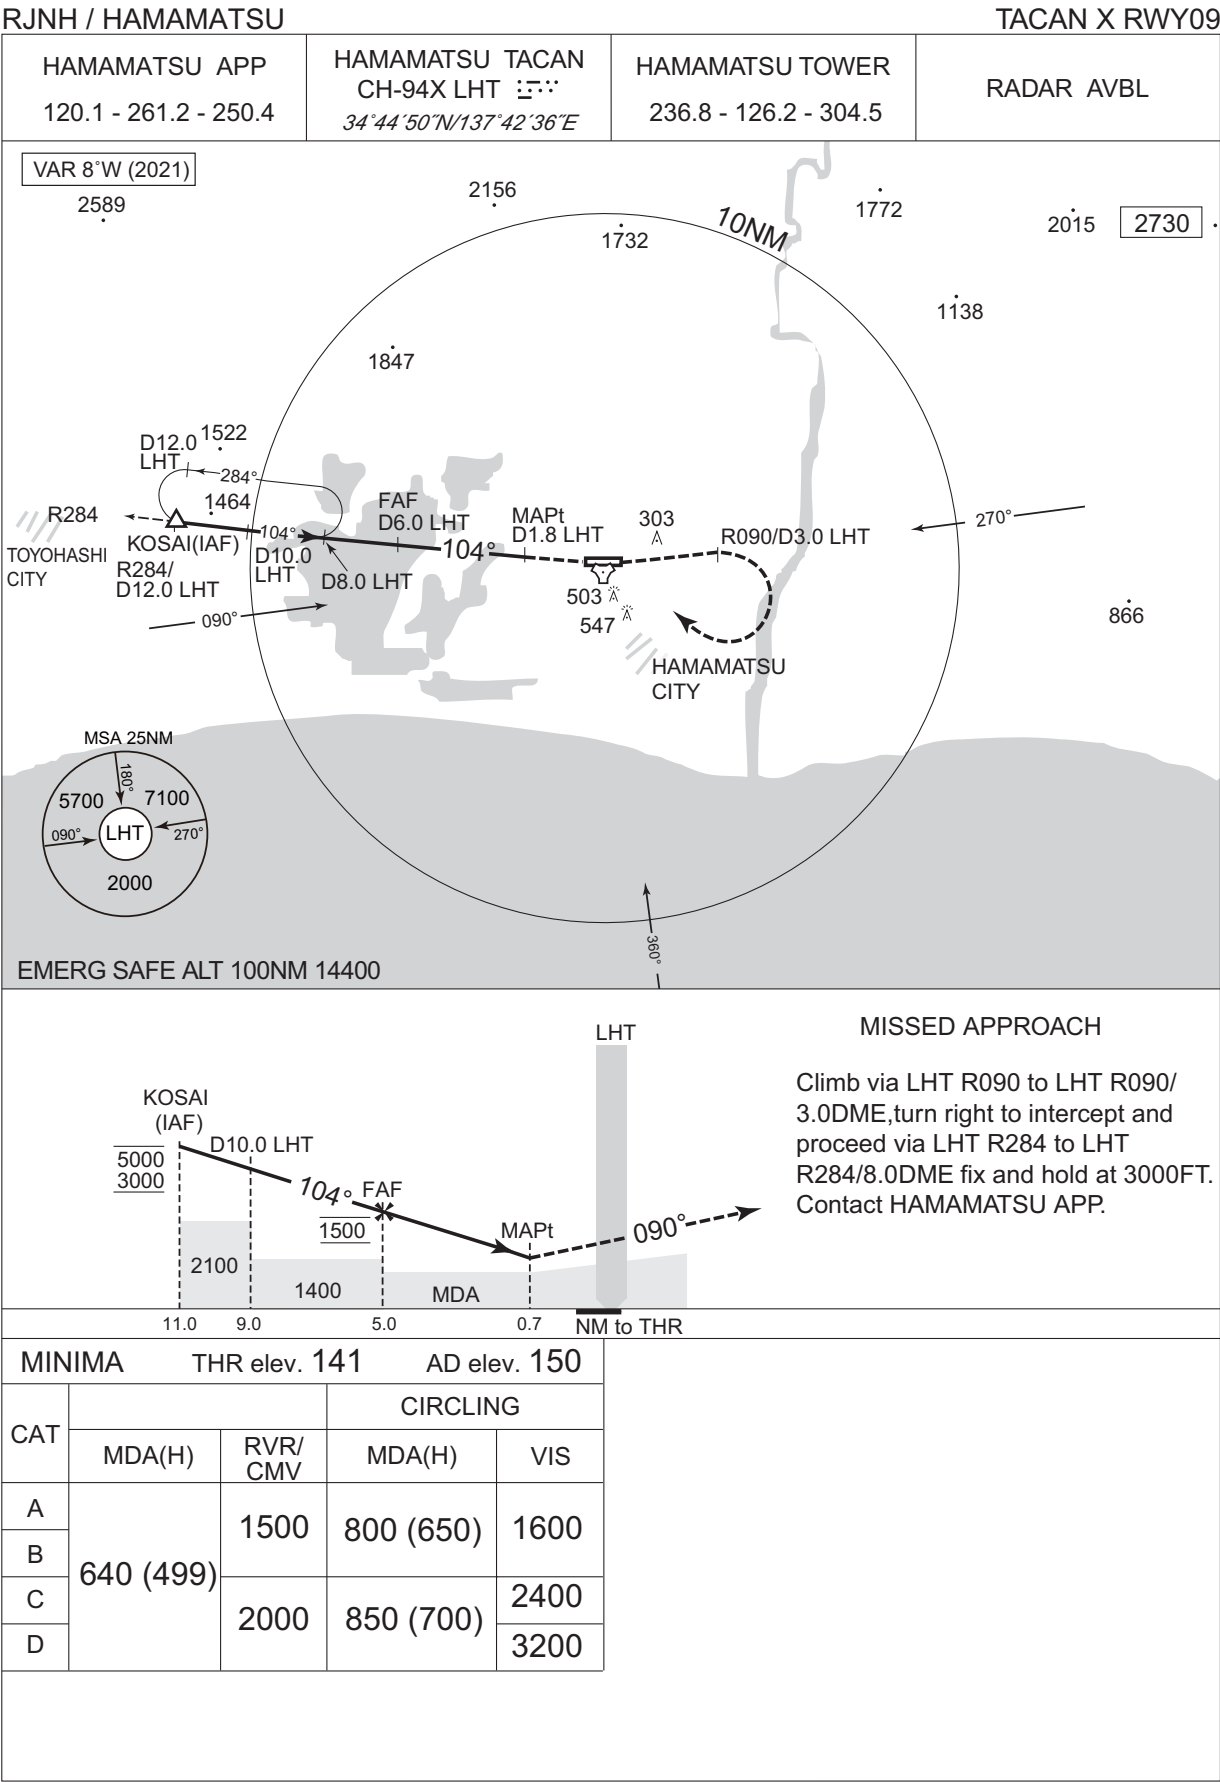 RJNH / HAMAMATSU
TACAN X RWY09
HAMAMATSU APP
120.1 - 261.2 - 250.4
HAMAMATSU TACAN
CH-94X LHT
34°44´50˝N/137°42´36˝E
HAMAMATSU TOWER
236.8 - 126.2 - 304.5
RADAR AVBL
VAR 8°W (2021)
2589
2156
1732
10NM
1772
2015
2730
1138
1847
D12.0
LHT
1522
284°
1464
R284
KOSAI(IAF)
TOYOHASHI
CITY
R284/
D12.0 LHT
104°
D10.0
LHT
D8.0 LHT
FAF
D6.0 LHT
104°
MAPt
D1.8 LHT
303
R090/D3.0 LHT
270°
090°
503
547
866
HAMAMATSU
CITY
MSA 25NM
180°
5700
7100
090°
LHT
270°
2000
360°
EMERG SAFE ALT 100NM 14400
LHT
MISSED APPROACH
Climb via LHT R090 to LHT R090/
3.0DME,turn right to intercept and
proceed via LHT R284 to LHT
R284/8.0DME fix and hold at 3000FT.
Contact HAMAMATSU APP.
KOSAI
(IAF)
D10.0 LHT
5000
3000
104°
FAF
1500
MAPt
090°
2100
1400
MDA
11.0
9.0
5.0
0.7
NM to THR
MINIMA THR elev. 141 AD elev. 150
CAT
CIRCLING
MDA(H)
RVR/
CMV
MDA(H)
VIS
A
B
C
D
640 (499)
1500
2000
800 (650)
850 (700)
1600
2400
3200